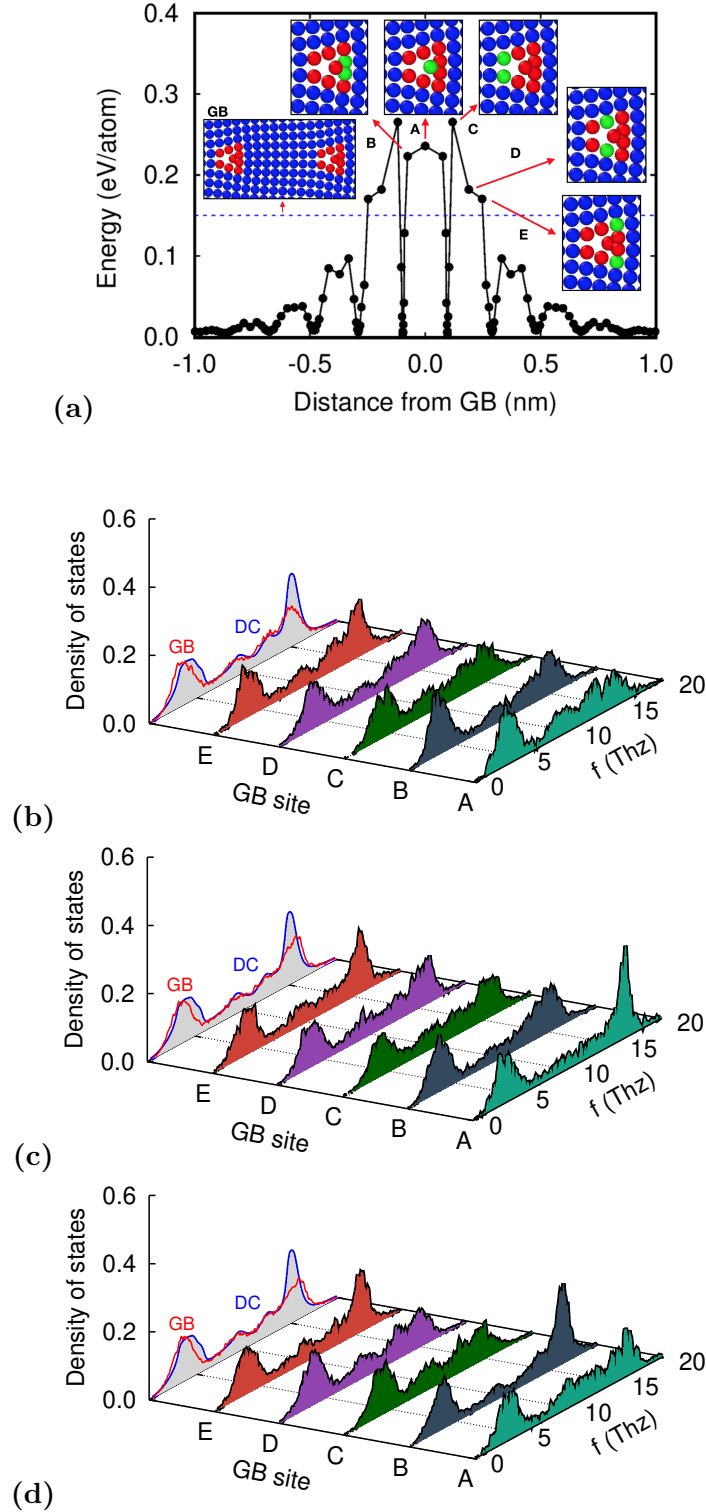 0.4
0.3
0.2
0.1
0.0
Energy (eV/atom)
GB
B
A
C
D
E
-1.0 -0.5 0.0 0.5 1.0
Distance from GB (nm)
(a)
0.6
0.4
0.2
0.0
Density of states
GB
DC
E
D
C
B
A
GB site
0
5
10
15
20
f (Thz)
(b)
0.6
0.4
0.2
0.0
Density of states
GB
DC
E
D
C
B
A
GB site
0
5
10
15
20
f (Thz)
(c)
0.6
0.4
0.2
0.0
Density of states
GB
DC
E
D
C
B
A
GB site
0
5
10
15
20
f (Thz)
(d)